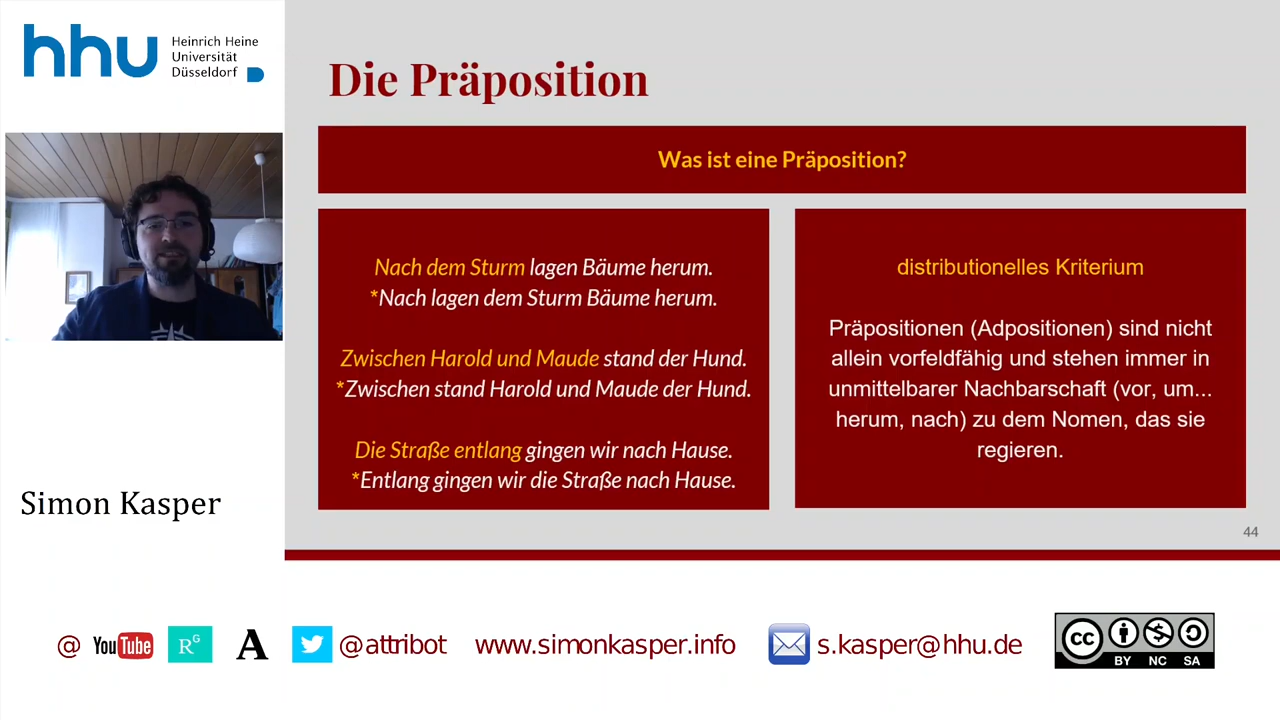 hhu
Heinrich Heine
Universität
Düsseldorf
Die Präposition
Was ist eine Präposition?
Nach dem Sturm lagen Bäume herum.
*Nach lagen dem Sturm Bäume herum.
Zwischen Harold und Maude stand der Hund.
*Zwischen stand Harold und Maude der Hund.
Die Straße entlang gingen wir nach Hause.
*Entlang gingen wir die Straße nach Hause.
distributionelles Kriterium
Präpositionen (Adpositionen) sind nicht
allein vorfeldfähig und stehen immer in
unmittelbarer Nachbarschaft (vor, um...
herum, nach) zu dem Nomen, das sie
regieren.
44
Simon Kasper
@ YouTube RG A @attribot www.simonkasper.info s.kasper@hhu.de
cc BY NC SA